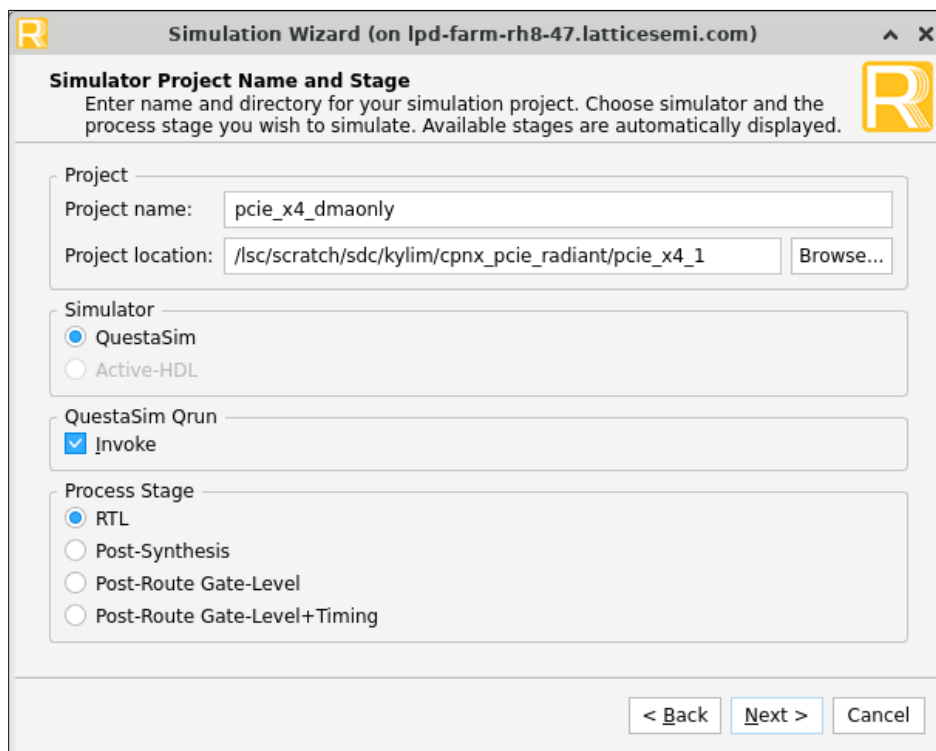 Simulation Wizard (on lpd-farm-rh8-47.latticesemi.com)
Simulator Project Name and Stage
Enter name and directory for your simulation project. Choose simulator and the
process stage you wish to simulate. Available stages are automatically displayed.
Project
Project name: pcie_x4_dmaonly
Project location: /lsc/scratch/sdc/kylim/cpnx_pcie_radiant/pcie_x4_1 Browse...
Simulator
QuestaSim
Active-HDL
QuestaSim Qrun
Invoke
Process Stage
RTL
Post-Synthesis
Post-Route Gate-Level
Post-Route Gate-Level+Timing
< Back Next > Cancel